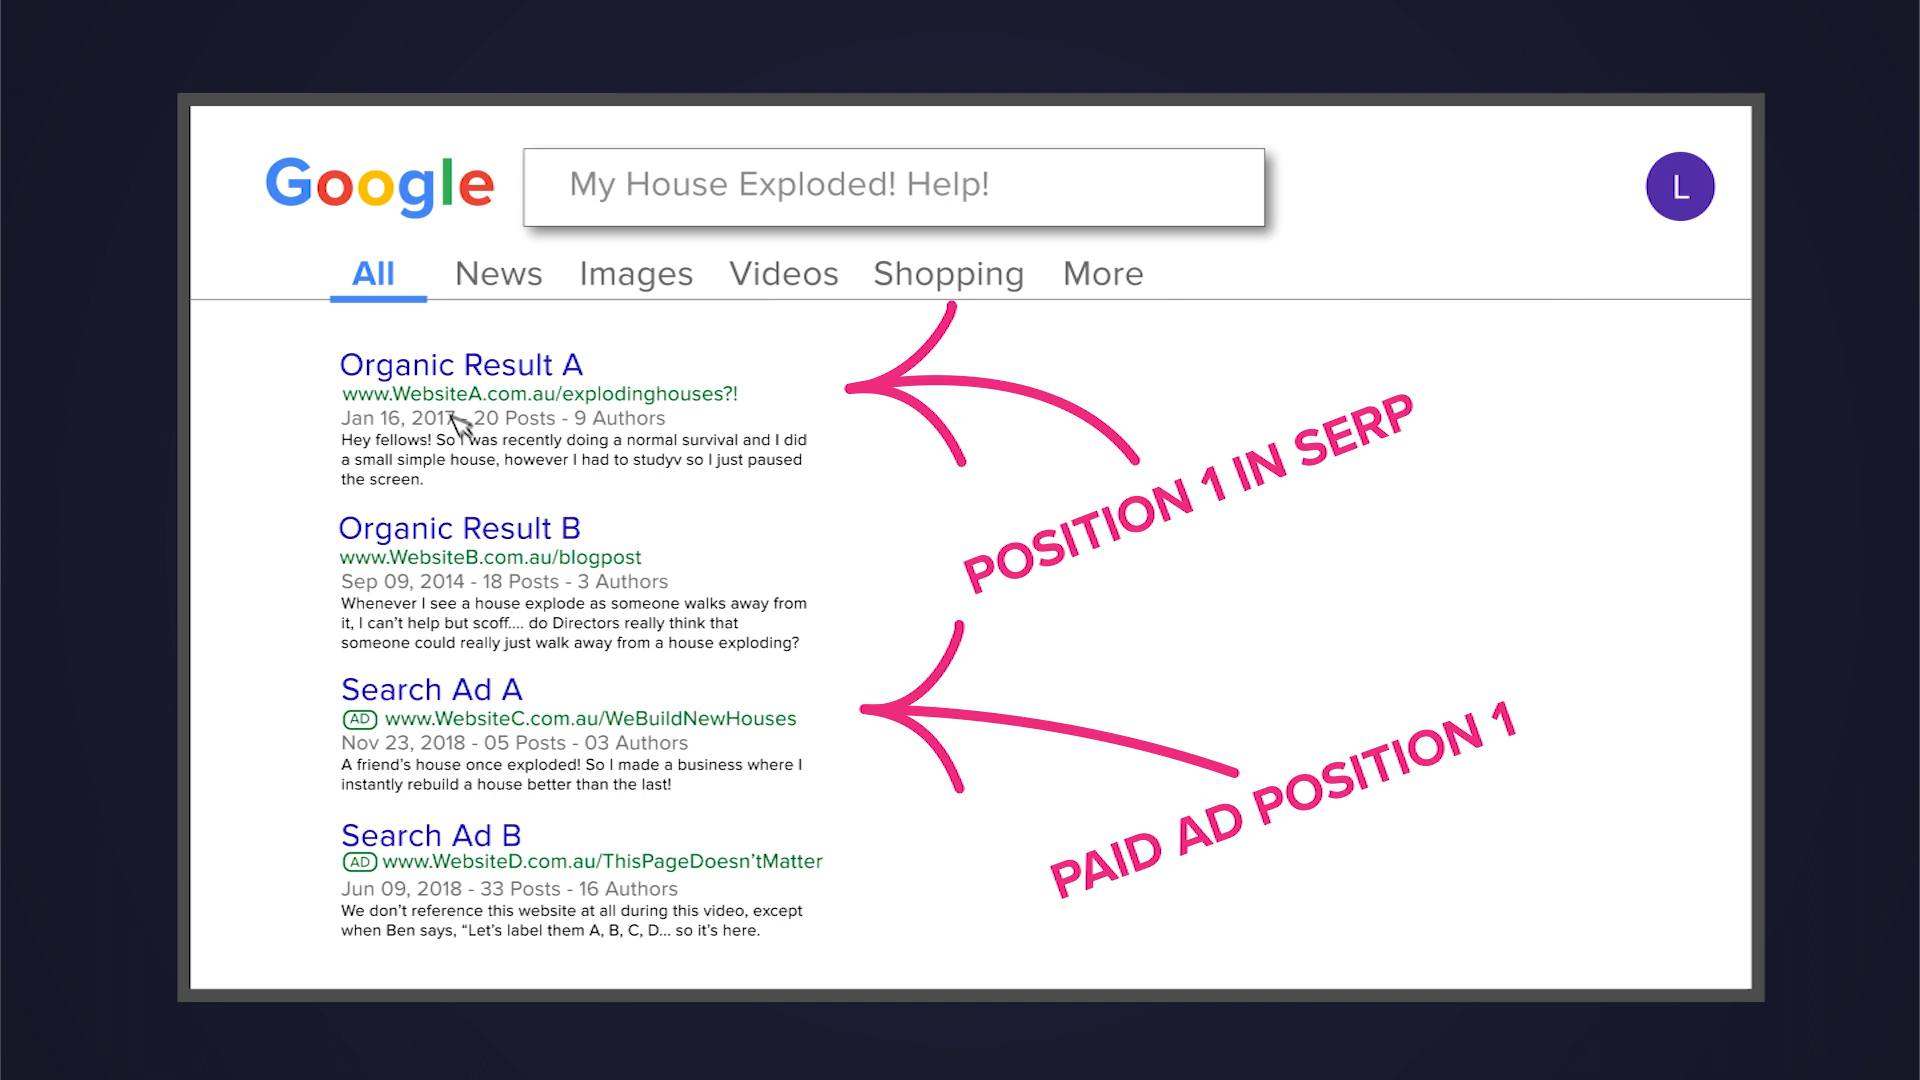 Google
My House Exploded! Help!
L
All News Images Videos Shopping More
Organic Result A
www.WebsiteA.com.au/explodinghouses?!
Jan 16, 2017 - 20 Posts - 9 Authors
Hey fellows! So I was recently doing a normal survival and I did
a small simple house, however I had to studyv so I just paused
the screen.
POSITION 1 IN SERP
Organic Result B
www.WebsiteB.com.au/blogpost
Sep 09, 2014 - 18 Posts - 3 Authors
Whenever I see a house explode as someone walks away from
it, I can't help but scoff.... do Directors really think that
someone could really just walk away from a house exploding?
Search Ad A
AD www.WebsiteC.com.au/WeBuildNewHouses
Nov 23, 2018 - 05 Posts - 03 Authors
A friend's house once exploded! So I made a business where I
instantly rebuild a house better than the last!
PAID AD POSITION 1
Search Ad B
AD www.WebsiteD.com.au/ThisPageDoesn'tMatter
Jun 09, 2018 - 33 Posts - 16 Authors
We don't reference this website at all during this video, except
when Ben says, “Let's label them A, B, C, D... so it's here.